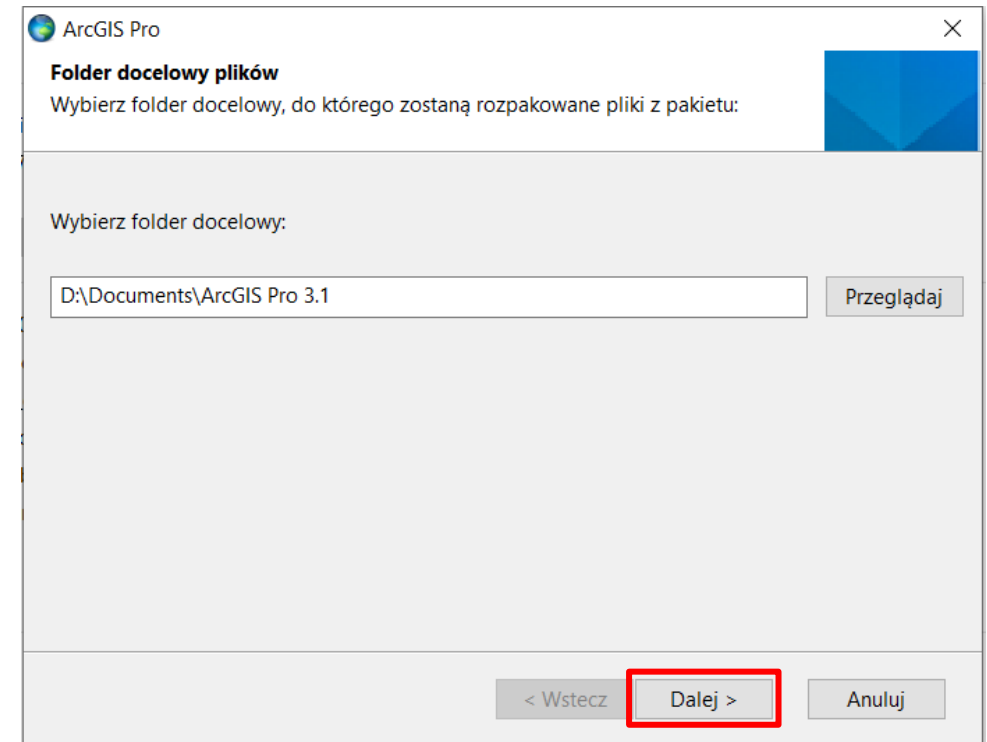 ArcGIS Pro
Folder docelowy plików
Wybierz folder docelowy, do którego zostaną rozpakowane pliki z pakietu:
Wybierz folder docelowy:
D:\Documents\ArcGIS Pro 3.1
Przeglądaj
< Wstecz
Dalej >
Anuluj